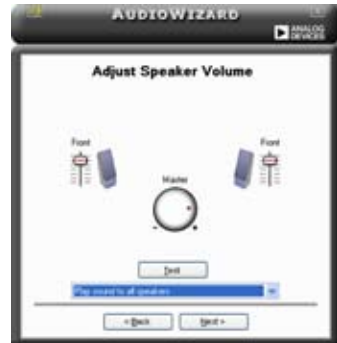 AUDIOWIZARD
ANALOG
DEVICES
Adjust Speaker Volume
Front Front
Master
- +
Test
Play sound to all speakers
< Back Next >